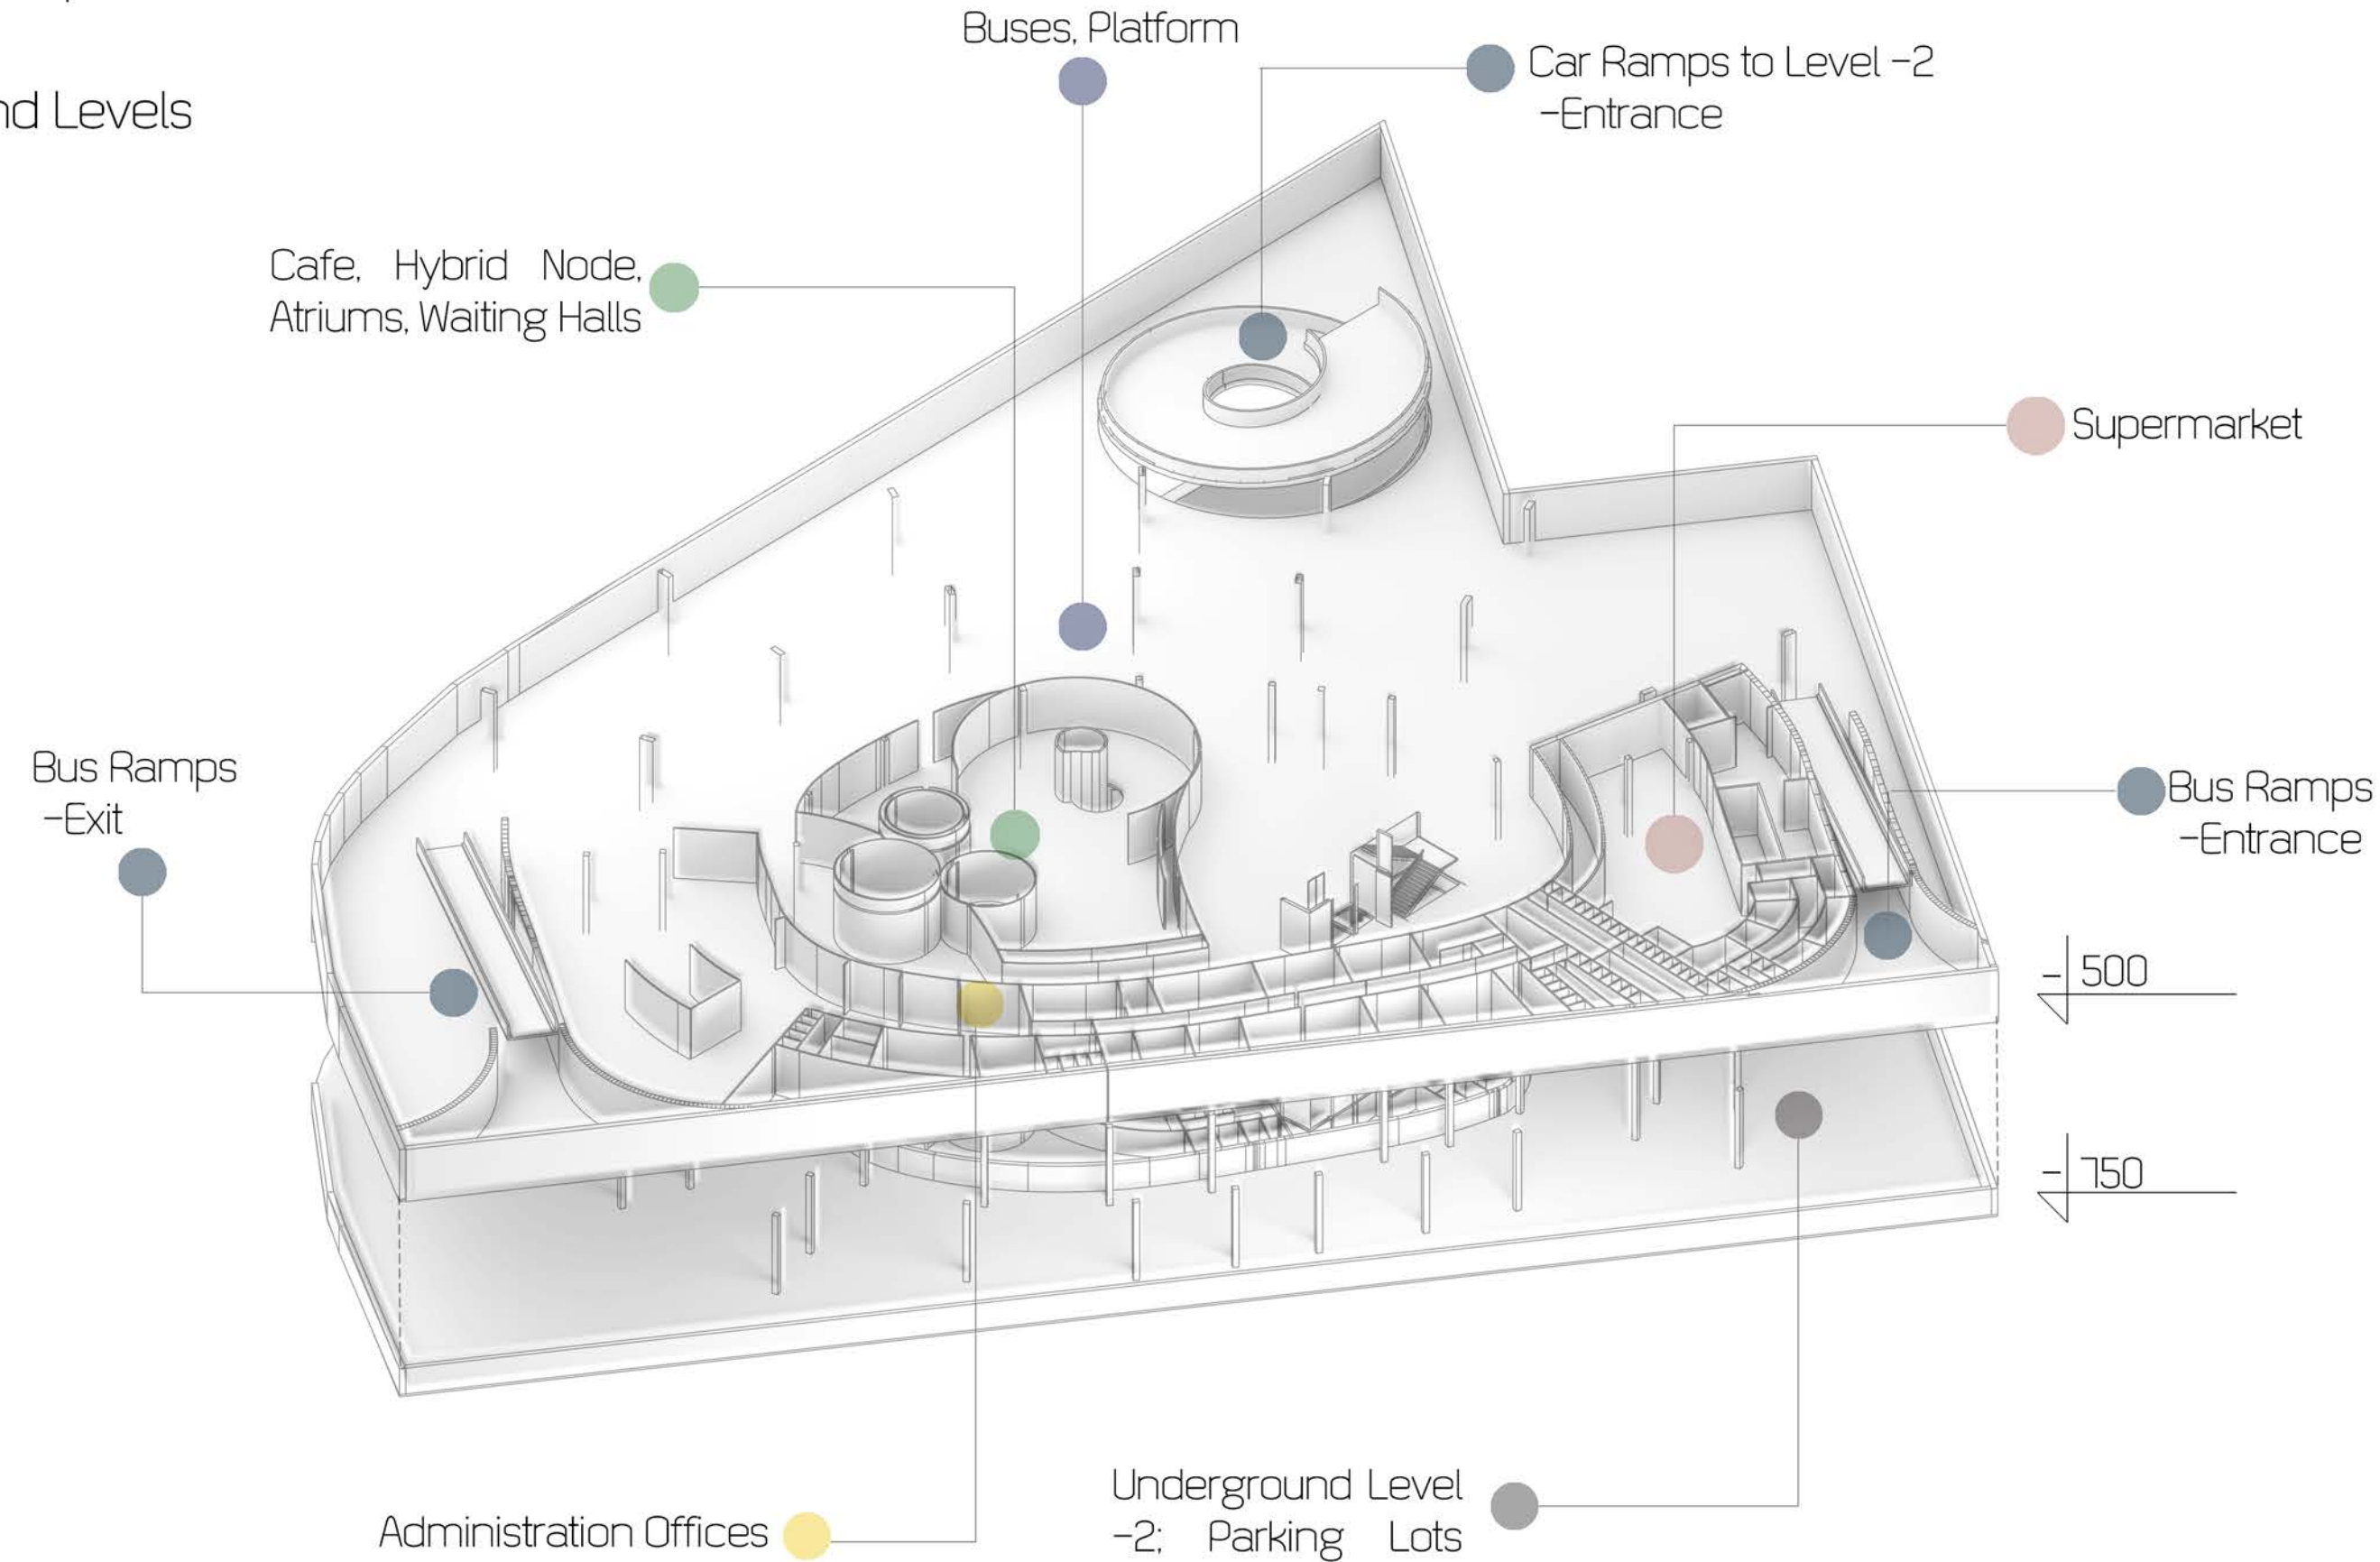 nd Levels
Buses, Platform
Car Ramps to Level -2
-Entrance
Cafe, Hybrid Node,
Atriums, Waiting Halls
Supermarket
Bus Ramps
-Exit
Bus Ramps
-Entrance
- 500
- 750
Administration Offices
Underground Level
-2; Parking Lots